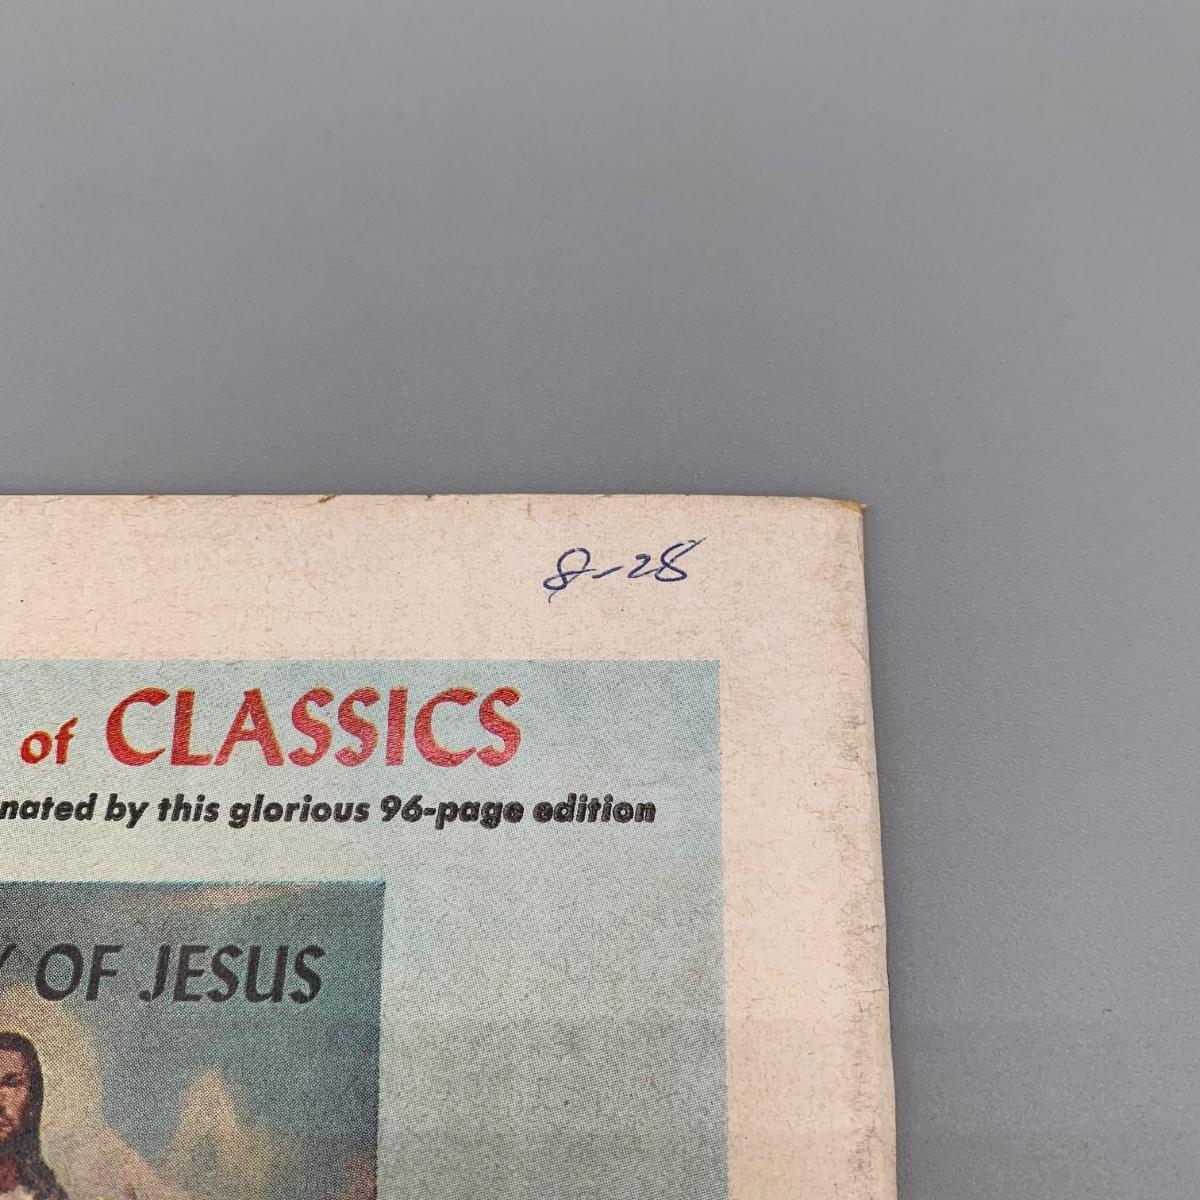 8-28
of CLASSICS
nated by this glorious 96-page edition
Y OF JESUS